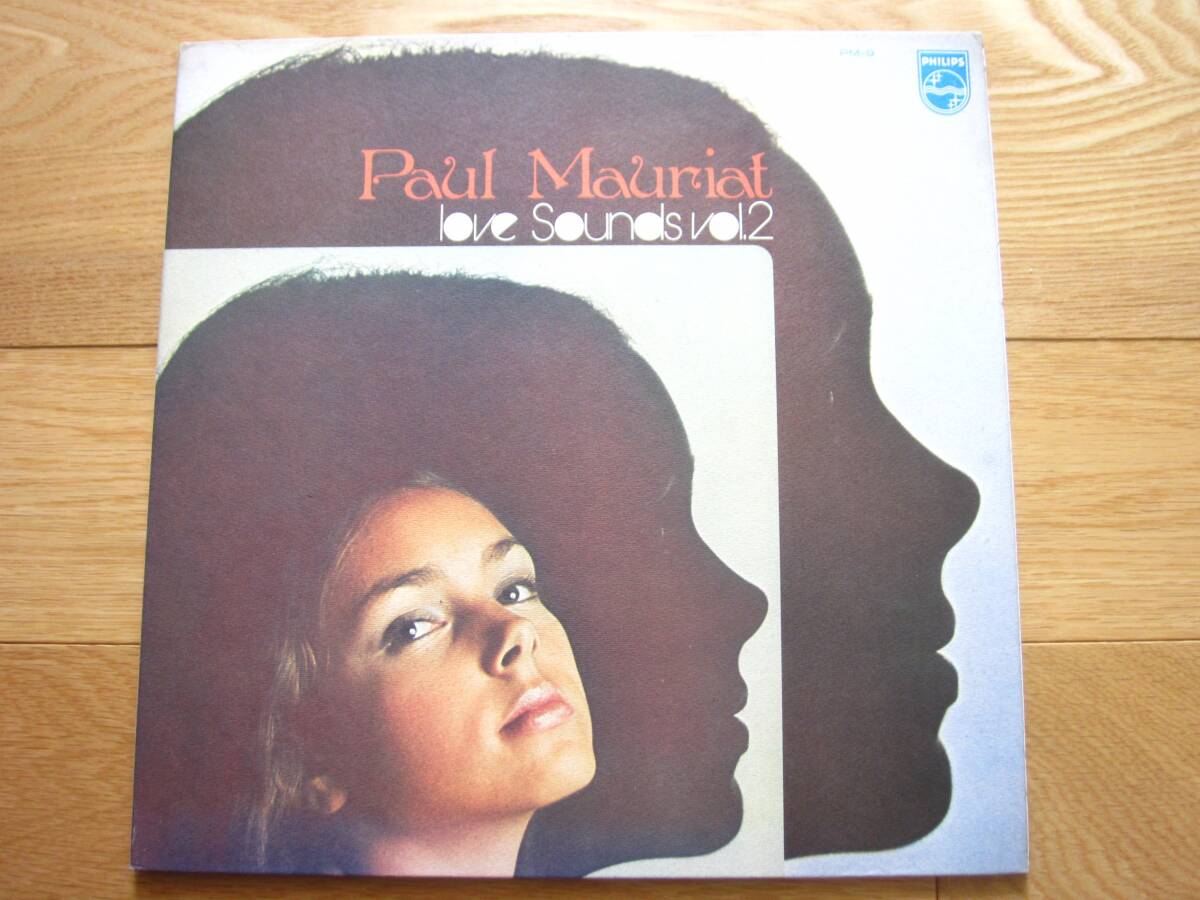 PM-9
PHILIPS
Paul Mauriat
love Sounds vol.2